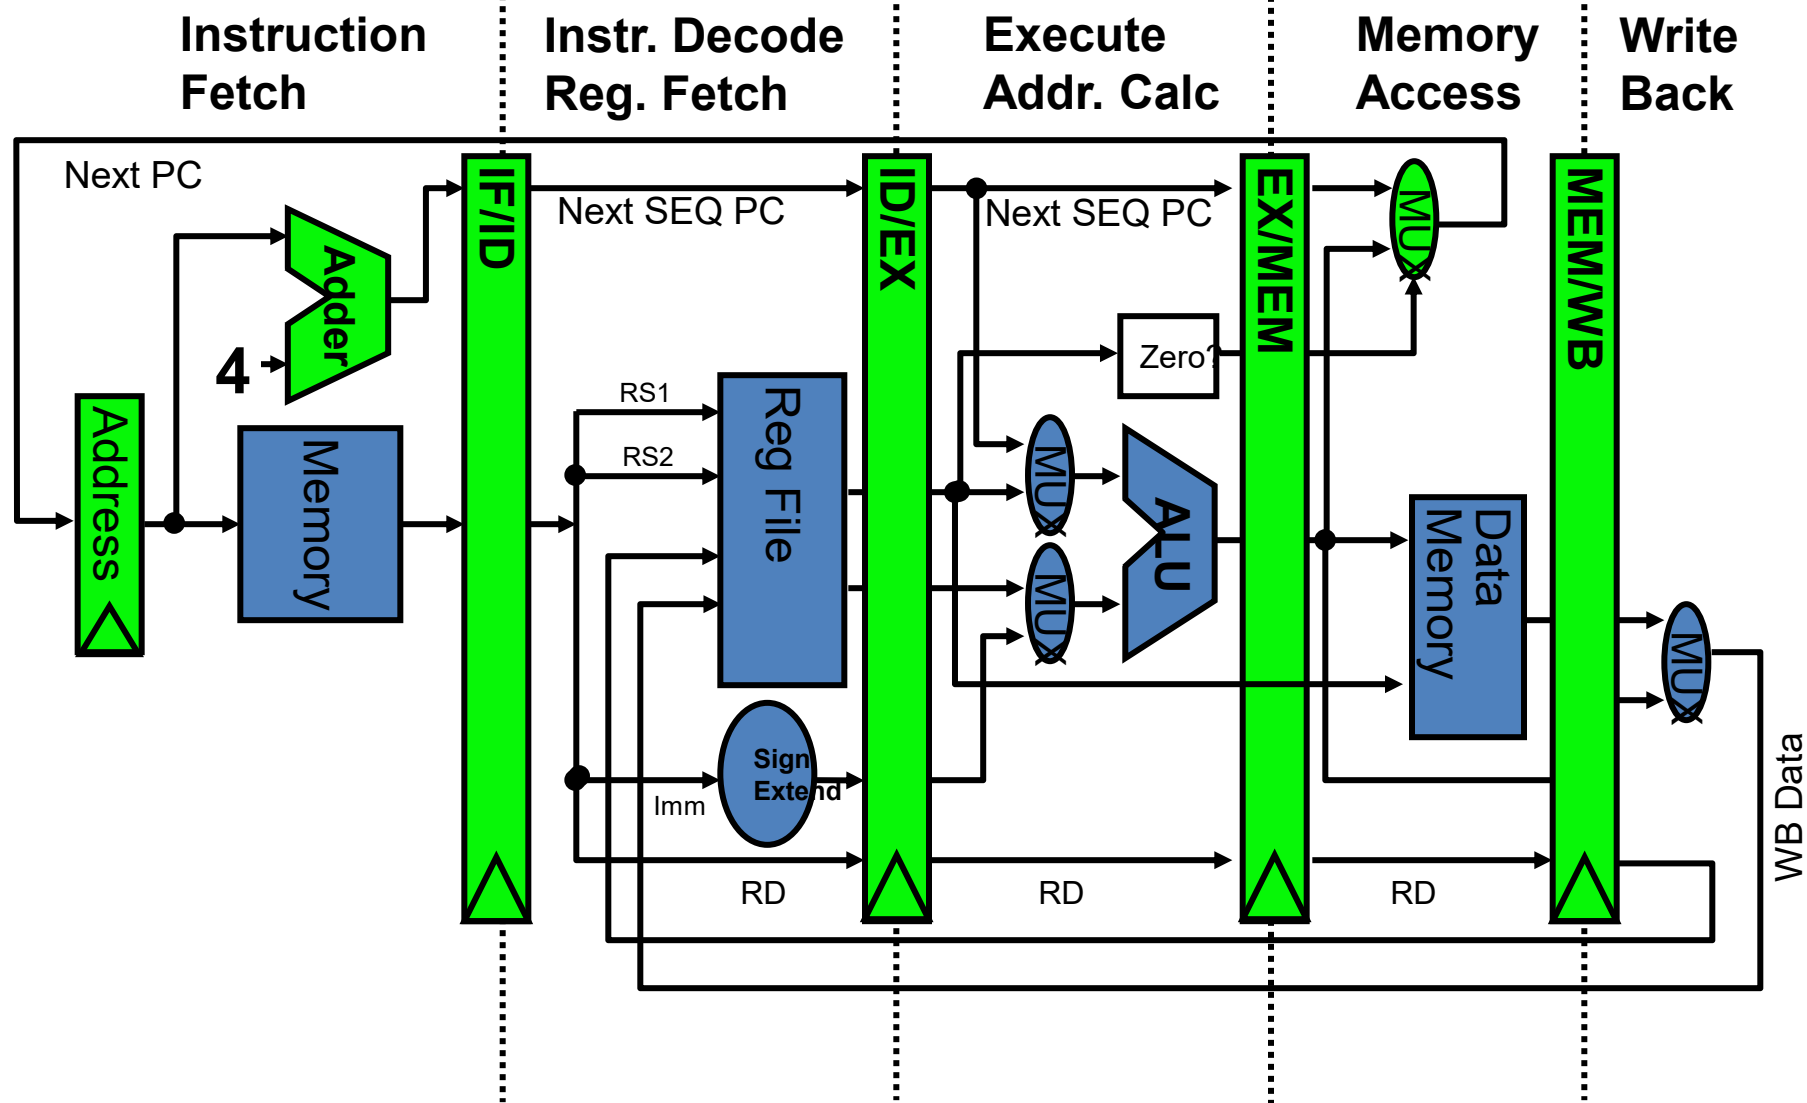 Instruction
Fetch
Instr. Decode
Reg. Fetch
Execute
Addr. Calc
Memory
Access
Write
Back
Next PC
4
Adder
Address
Memory
IF/ID
Next SEQ PC
RS1
RS2
Reg File
Sign
Extend
Imm
RD
ID/EX
Next SEQ PC
Zero?
MUX
MUX
ALU
RD
EX/MEM
MUX
Data
Memory
RD
MEM/WB
MUX
WB Data